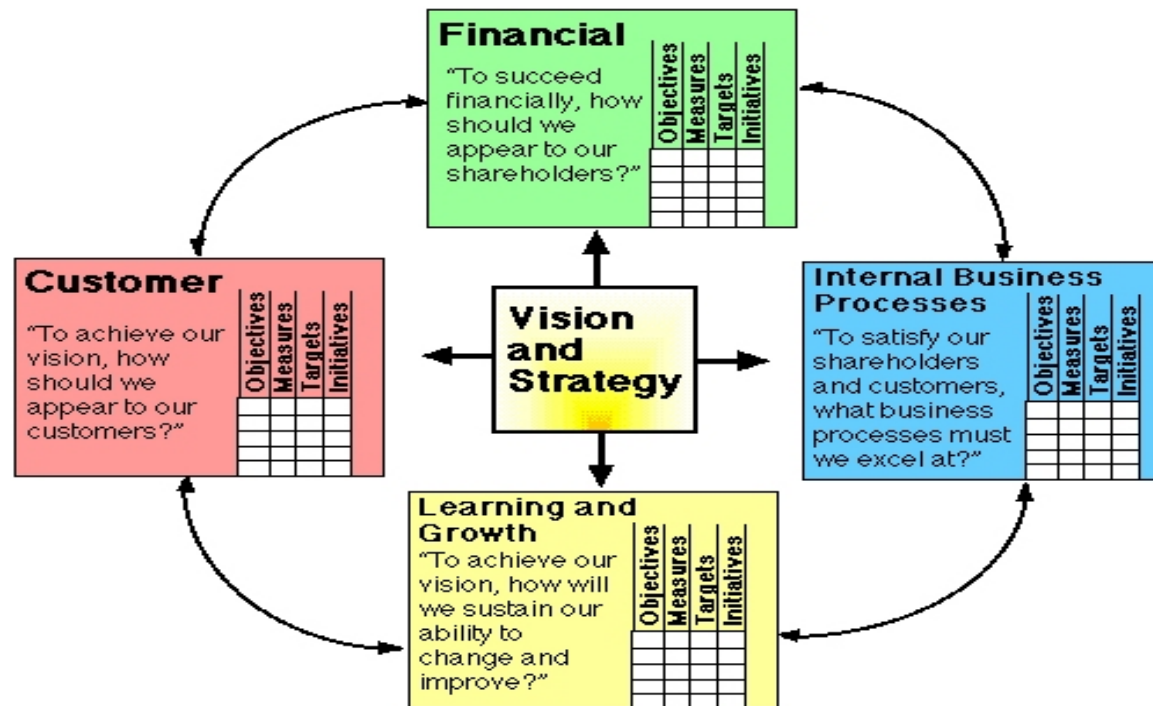 Financial
“To succeed
financially, how
should we
appear to our
shareholders?”
Objectives
Measures
Targets
Initiatives
Customer
“To achieve our
vision, how
should we
appear to our
customers?”
Objectives
Measures
Targets
Initiatives
Vision
and
Strategy
Internal Business
Processes
“To satisfy our
shareholders
and customers,
what business
processes must
we excel at?”
Objectives
Measures
Targets
Initiatives
Learning and
Growth
“To achieve our
vision, how will
we sustain our
ability to
change and
improve?”
Objectives
Measures
Targets
Initiatives